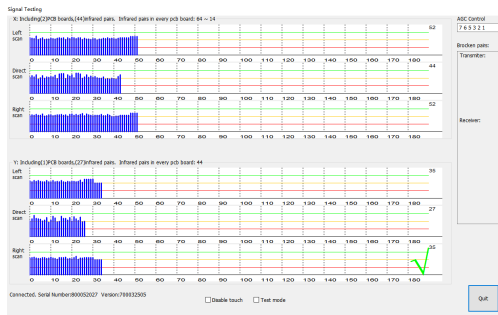 Signal Testing
X: Including(2)PCB boards,(44)Infrared pairs. Infrared pairs in every pcb board: 64 ~ 14
Left scan
52
0 10 20 30 40 50 60 70 80 90 100 110 120 130 140 150 160 170 180
Direct scan
44
0 10 20 30 40 50 60 70 80 90 100 110 120 130 140 150 160 170 180
Right scan
52
0 10 20 30 40 50 60 70 80 90 100 110 120 130 140 150 160 170 180
Y: Including(1)PCB boards,(27)Infrared pairs. Infrared pairs in every pcb board: 44
Left scan
36
0 10 20 30 40 50 60 70 80 90 100 110 120 130 140 150 160 170 180
Direct scan
27
0 10 20 30 40 50 60 70 80 90 100 110 120 130 140 150 160 170 180
Right scan
35
0 10 20 30 40 50 60 70 80 90 100 110 120 130 140 150 160 170 180
Connected. Serial Number:800052027 Version:700032505
Disable touch
Test mode
AGC Control
7 6 5 3 2 1
Brocken pairs:
Transmiter:
Receiver:
Quit